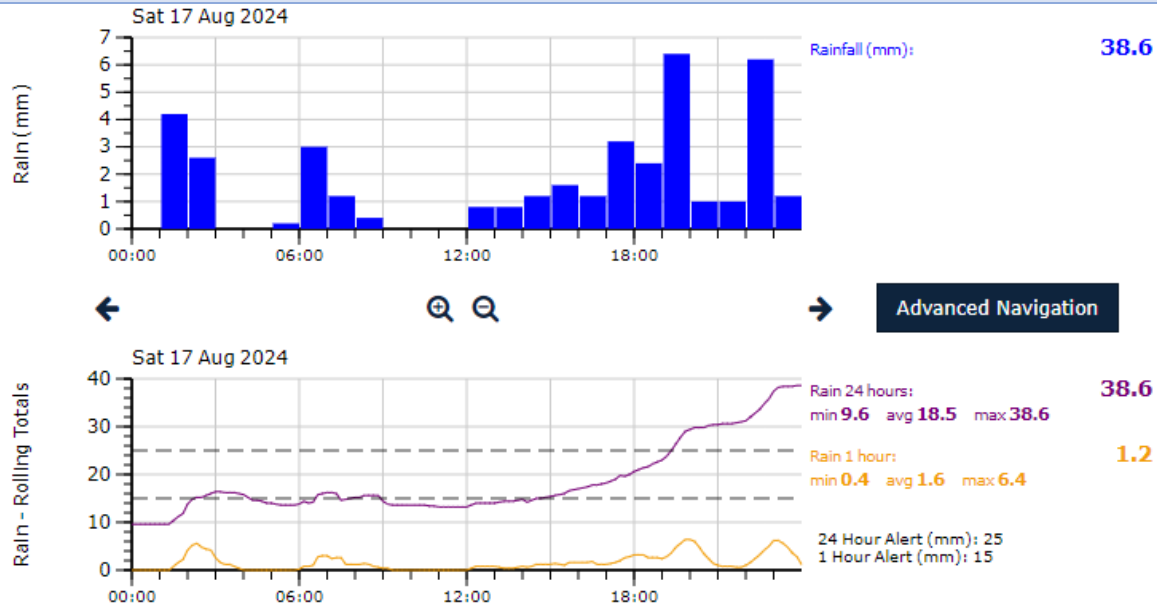 Sat 17 Aug 2024
Rain (mm)
7
6
5
4
3
2
1
0
00:00 06:00 12:00 18:00
Rainfall (mm): 38.6
Advanced Navigation
Sat 17 Aug 2024
Rain - Rolling Totals
40
30
20
10
0
00:00 06:00 12:00 18:00
Rain 24 hours: 38.6
min 9.6 avg 18.5 max 38.6
Rain 1 hour: 1.2
min 0.4 avg 1.6 max 6.4
24 Hour Alert (mm): 25
1 Hour Alert (mm): 15